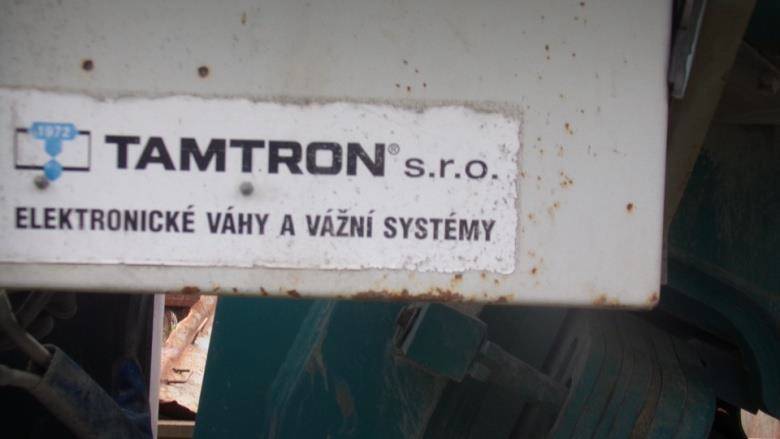 1972
TAMTRON® s.r.o.
ELEKTRONICKÉ VÁHY A VÁŽNÍ SYSTÉMY